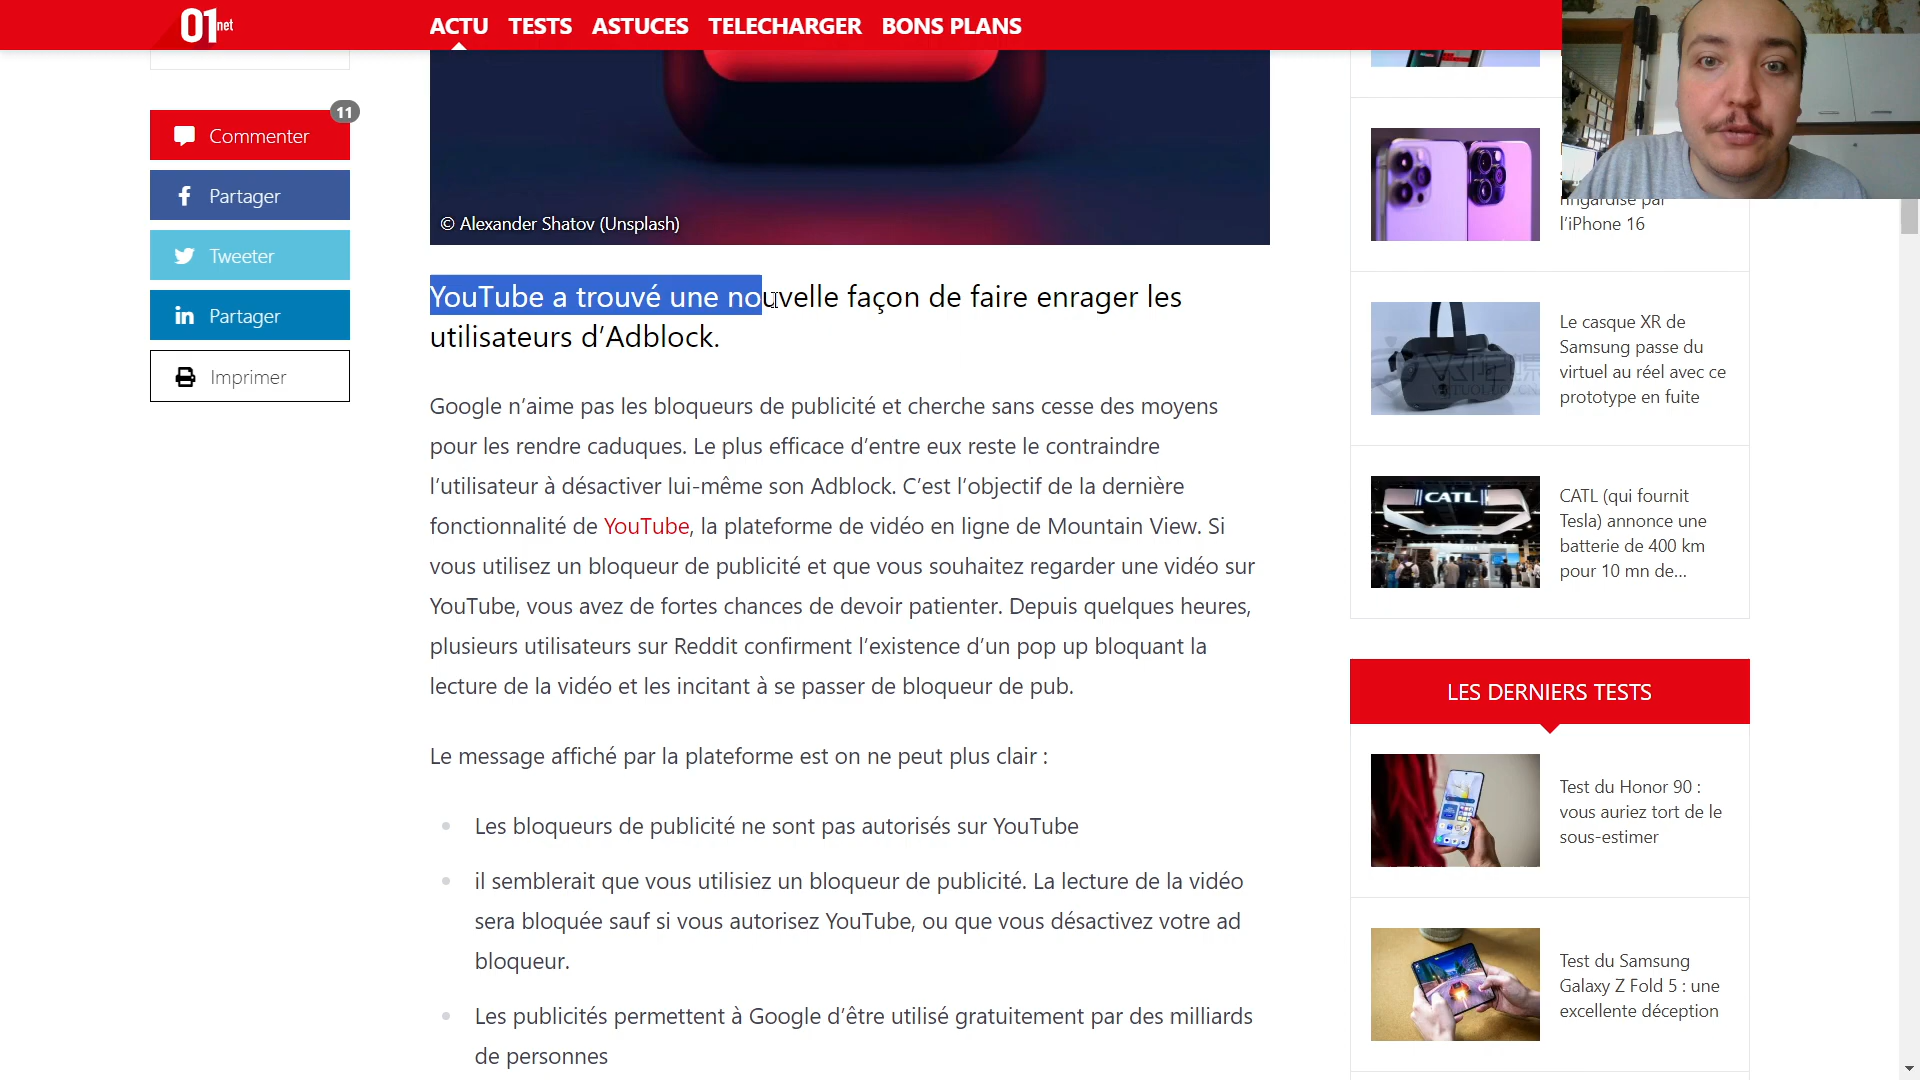 01net
ACTU TESTS ASTUCES TELECHARGER BONS PLANS
11
Commenter
Partager
Tweeter
Partager
Imprimer
© Alexander Shatov (Unsplash)
YouTube a trouvé une nouvelle façon de faire enrager les
utilisateurs d’Adblock.
Google n’aime pas les bloqueurs de publicité et cherche sans cesse des moyens
pour les rendre caduques. Le plus efficace d’entre eux reste le contraindre
l’utilisateur à désactiver lui-même son Adblock. C’est l’objectif de la dernière
fonctionnalité de YouTube, la plateforme de vidéo en ligne de Mountain View. Si
vous utilisez un bloqueur de publicité et que vous souhaitez regarder une vidéo sur
YouTube, vous avez de fortes chances de devoir patienter. Depuis quelques heures,
plusieurs utilisateurs sur Reddit confirment l’existence d’un pop up bloquant la
lecture de la vidéo et les incitant à se passer de bloqueur de pub.
Le message affiché par la plateforme est on ne peut plus clair :
Les bloqueurs de publicité ne sont pas autorisés sur YouTube
il semblerait que vous utilisiez un bloqueur de publicité. La lecture de la vidéo
sera bloquée sauf si vous autorisez YouTube, ou que vous désactivez votre ad
bloqueur.
Les publicités permettent à Google d’être utilisé gratuitement par des milliards
de personnes
ringardisé par
l’iPhone 16
Le casque XR de
Samsung passe du
virtuel au réel avec ce
prototype en fuite
CATL
CATL (qui fournit
Tesla) annonce une
batterie de 400 km
pour 10 mn de...
LES DERNIERS TESTS
Test du Honor 90 :
vous auriez tort de le
sous-estimer
Test du Samsung
Galaxy Z Fold 5 : une
excellente déception